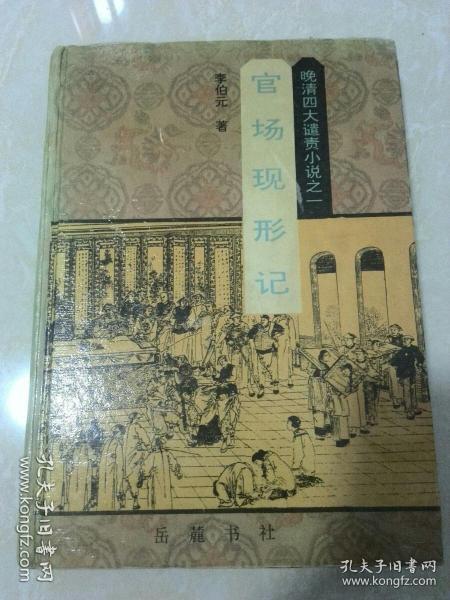 晚清四大谴责小说之一
官场现形记
李伯元 著
岳麓书社
孔夫子旧书网
www.kongfz.com
孔夫子旧书网
www.kongfz.com